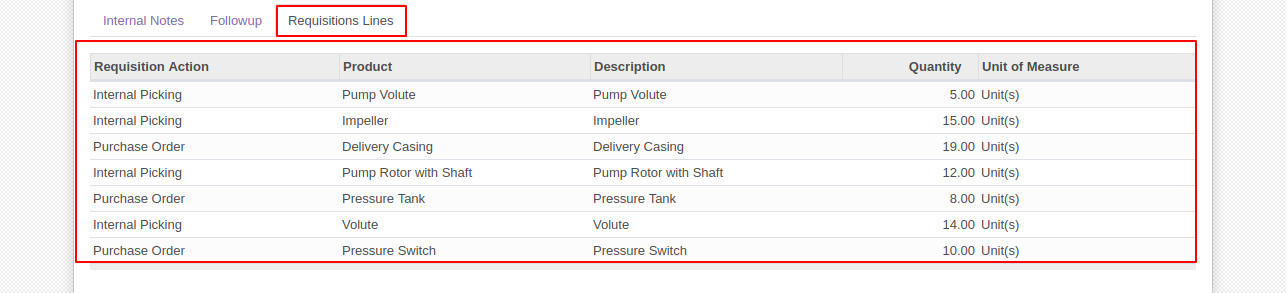 Internal Notes Followup Requisitions Lines
Requisition Action Product Description Quantity Unit of Measure
Internal Picking Pump Volute Pump Volute 5.00 Unit(s)
Internal Picking Impeller Impeller 15.00 Unit(s)
Purchase Order Delivery Casing Delivery Casing 19.00 Unit(s)
Internal Picking Pump Rotor with Shaft Pump Rotor with Shaft 12.00 Unit(s)
Purchase Order Pressure Tank Pressure Tank 8.00 Unit(s)
Internal Picking Volute Volute 14.00 Unit(s)
Purchase Order Pressure Switch Pressure Switch 10.00 Unit(s)